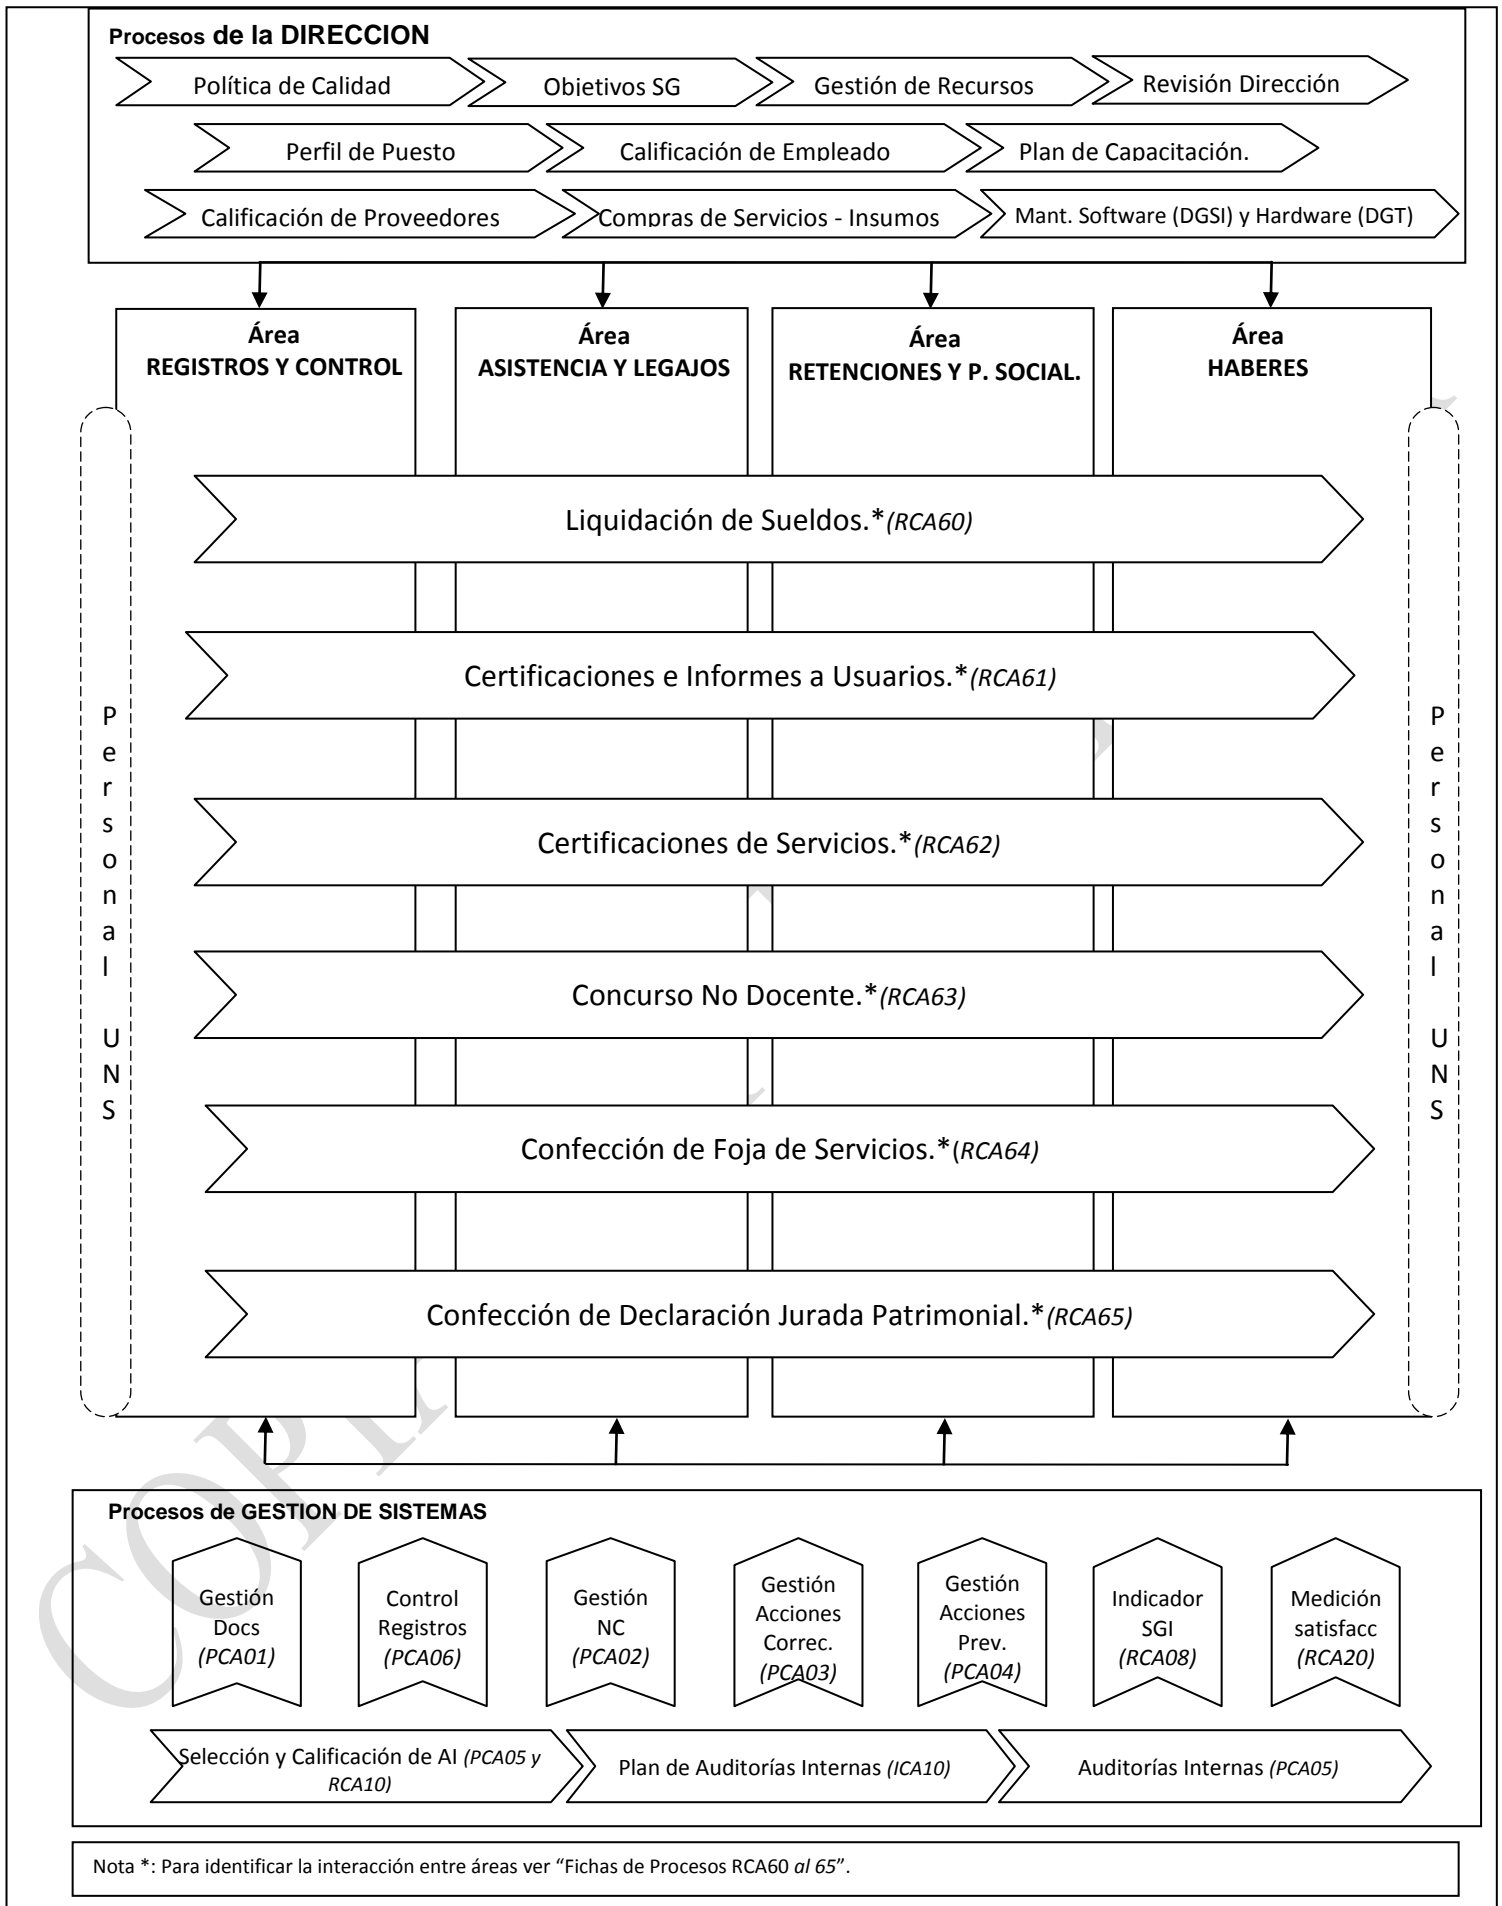 Procesos de la DIRECCION
Política de Calidad
Objetivos SG
Gestión de Recursos
Revisión Dirección
Perfil de Puesto
Calificación de Empleado
Plan de Capacitación.
Calificación de Proveedores
Compras de Servicios - Insumos
Mant. Software (DGSI) y Hardware (DGT)
Área
REGISTROS Y CONTROL
Área
ASISTENCIA Y LEGAJOS
Área
RETENCIONES Y P. SOCIAL.
Área
HABERES
Personal UNS
Liquidación de Sueldos.*(RCA60)
Certificaciones e Informes a Usuarios.*(RCA61)
Certificaciones de Servicios.*(RCA62)
Concurso No Docente.*(RCA63)
Confección de Foja de Servicios.*(RCA64)
Confección de Declaración Jurada Patrimonial.*(RCA65)
Personal UNS
Procesos de GESTION DE SISTEMAS
Gestión
Docs
(PCA01)
Control
Registros
(PCA06)
Gestión
NC
(PCA02)
Gestión
Acciones
Correc.
(PCA03)
Gestión
Acciones
Prev.
(PCA04)
Indicador
SGI
(RCA08)
Medición
satisfacc
(RCA20)
Selección y Calificación de AI (PCA05 y
RCA10)
Plan de Auditorías Internas (ICA10)
Auditorías Internas (PCA05)
Nota *: Para identificar la interacción entre áreas ver “Fichas de Procesos RCA60 al 65”.